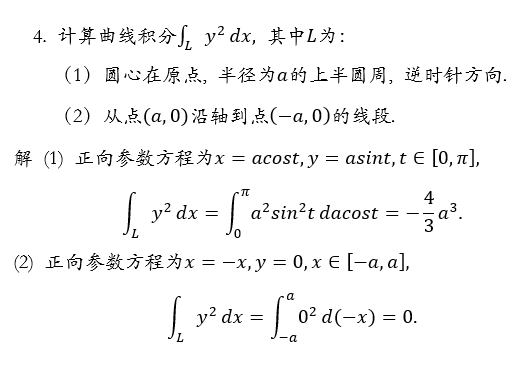 4. 计算曲线积分∫_L y² dx, 其中L为:
(1) 圆心在原点, 半径为a的上半圆周, 逆时针方向.
(2) 从点(a, 0)沿轴到点(−a, 0)的线段.
解 (1) 正向参数方程为x = acost, y = asint, t ∈ [0, π],
∫_L y² dx = ∫_0^π a²sin²t dacost = −4/3 a³.
(2) 正向参数方程为x = −x, y = 0, x ∈ [−a, a],
∫_L y² dx = ∫_{−a}^a 0² d(−x) = 0.